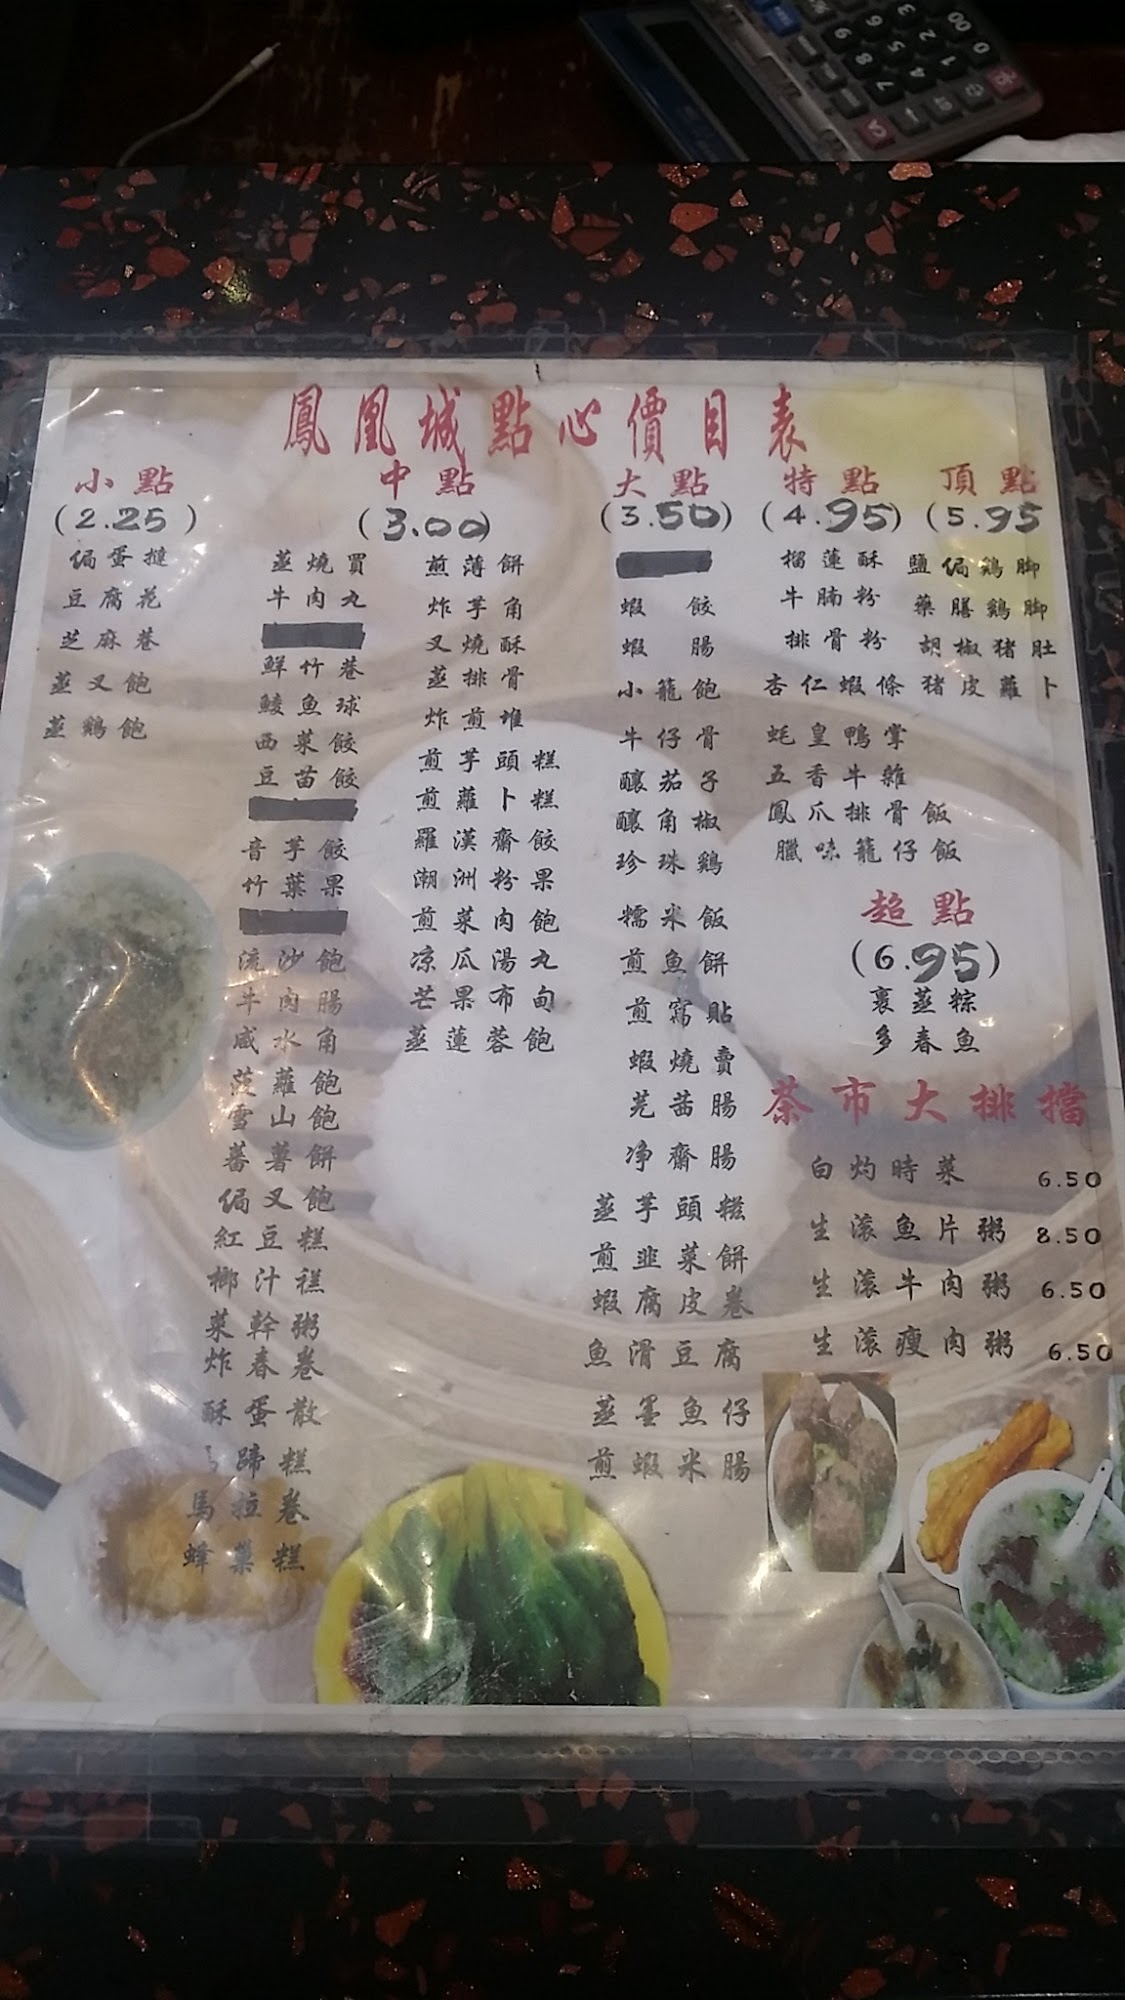 鳳凰城點心價目表
小點
(2.25)
焗蛋撻
豆腐花
芝麻卷
蒸叉飽
蒸鷄飽
中點
(3.00)
蒸燒買
牛肉丸
鮮竹卷
鯪魚球
西菜餃
豆苗餃
音芋餃
竹葉果
流沙飽
牛肉腸
咸水角
菠蘿飽
雪山飽
蕃薯餅
焗叉飽
紅豆糕
榔汁糕
菜幹粥
炸春卷
酥蛋散
蹄糕
馬拉卷
蜂巢糕
煎薄餅
炸芋角
叉燒酥
蒸排骨
炸煎堆
煎芋頭糕
煎蘿卜糕
羅漢齋餃
潮洲粉果
煎菜肉飽
凉瓜湯丸
芒果布甸
蒸蓮蓉飽
大點
(3.50)
蝦餃
蝦腸
小籠飽
牛仔骨
釀茄子
釀角椒
珍珠鷄
糯米飯
煎魚餅
煎窩貼
蝦燒賣
芫茜腸
净齋腸
蒸芋頭糕
煎韭菜餅
蝦腐皮卷
魚滑豆腐
蒸墨魚仔
煎蝦米腸
特點
(4.95)
榴蓮酥
牛腩粉
排骨粉
杏仁蝦條
蚝皇鴨掌
五香牛雜
鳳爪排骨飯
臘味籠仔飯
頂點
(5.95)
鹽焗鷄脚
藥膳鷄脚
胡椒猪肚
猪皮蘿卜
超點
(6.95)
裹蒸粽
多春魚
茶市大排擋
白灼時菜 6.50
生滚魚片粥 8.50
生滚牛肉粥 6.50
生滚瘦肉粥 6.50